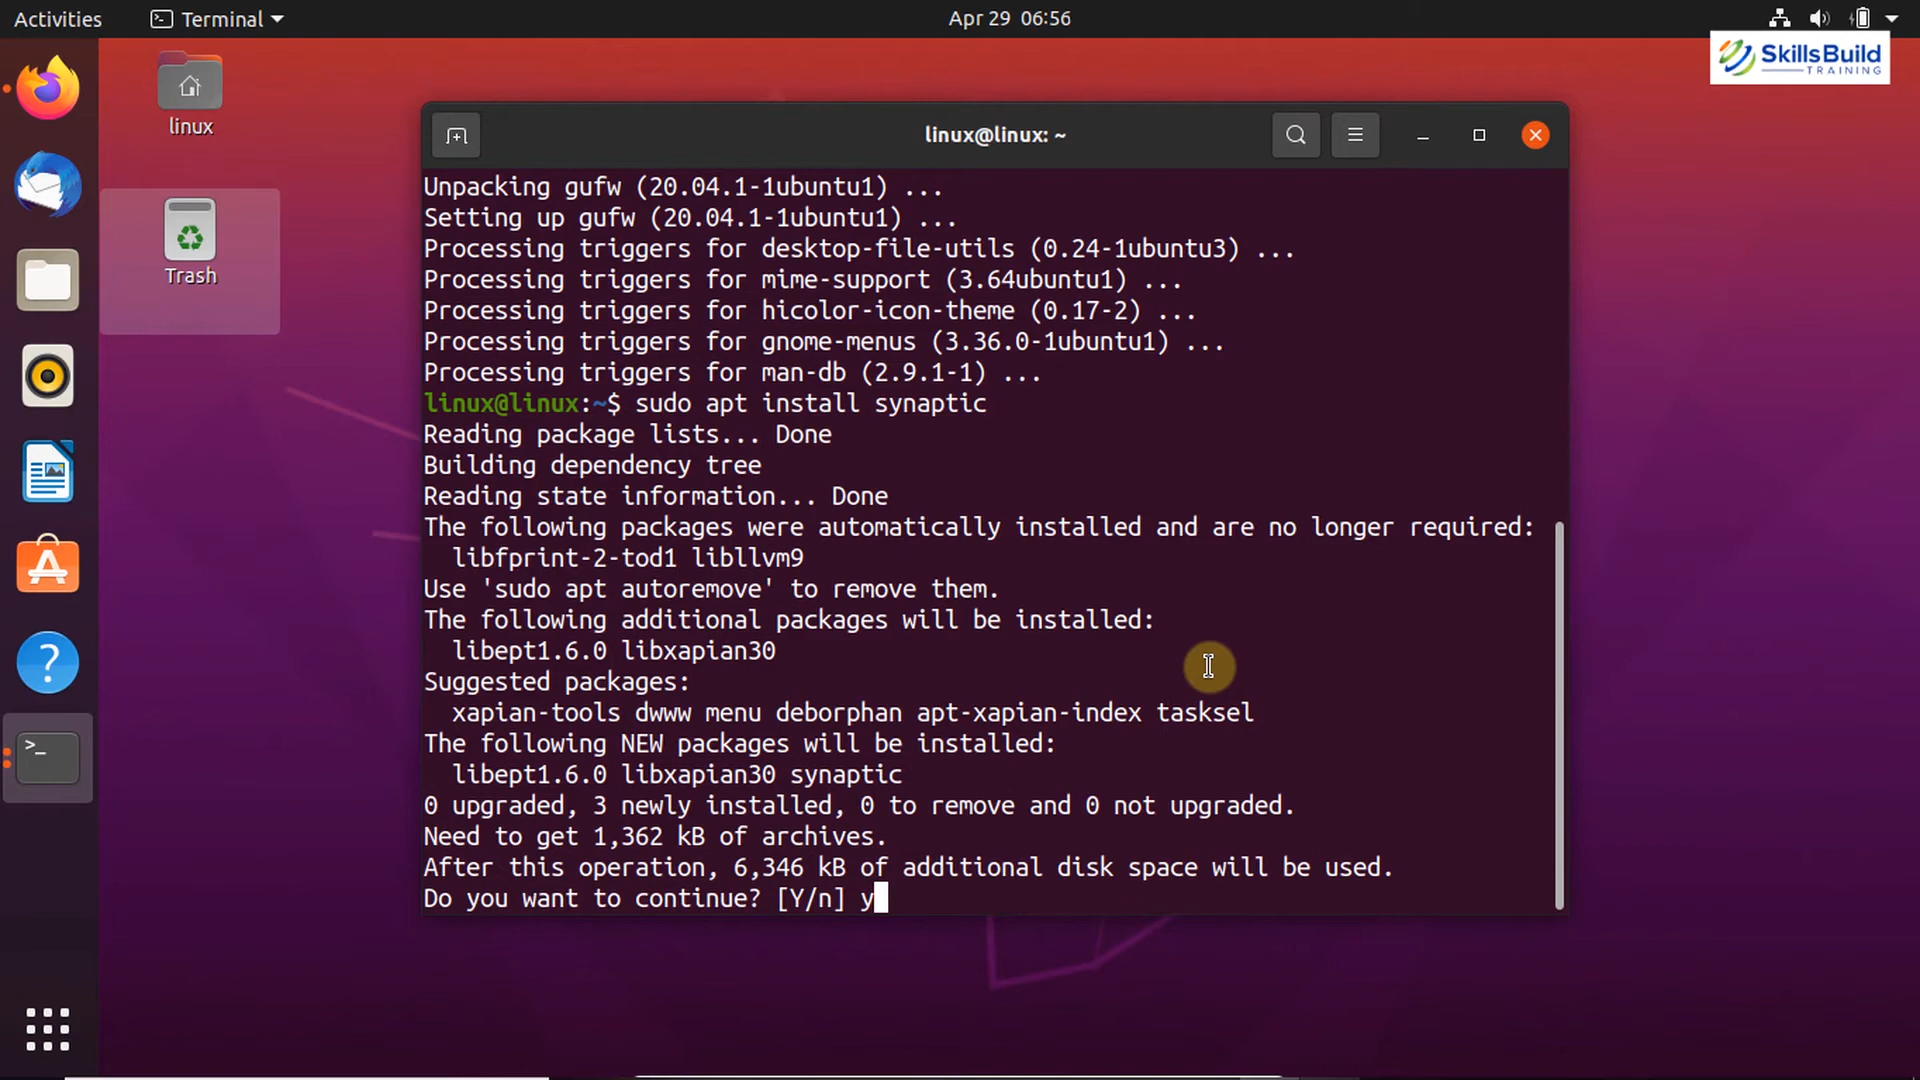 Activities
Terminal
Apr 29 06:56
SkillsBuild
TRAINING
linux
Trash
linux@linux: ~
Unpacking gufw (20.04.1-1ubuntu1) ...
Setting up gufw (20.04.1-1ubuntu1) ...
Processing triggers for desktop-file-utils (0.24-1ubuntu3) ...
Processing triggers for mime-support (3.64ubuntu1) ...
Processing triggers for hicolor-icon-theme (0.17-2) ...
Processing triggers for gnome-menus (3.36.0-1ubuntu1) ...
Processing triggers for man-db (2.9.1-1) ...
linux@linux:~$ sudo apt install synaptic
Reading package lists... Done
Building dependency tree
Reading state information... Done
The following packages were automatically installed and are no longer required:
libfprint-2-tod1 libllvm9
Use 'sudo apt autoremove' to remove them.
The following additional packages will be installed:
libept1.6.0 libxapian30
Suggested packages:
xapian-tools dwww menu deborphan apt-xapian-index tasksel
The following NEW packages will be installed:
libept1.6.0 libxapian30 synaptic
0 upgraded, 3 newly installed, 0 to remove and 0 not upgraded.
Need to get 1,362 kB of archives.
After this operation, 6,346 kB of additional disk space will be used.
Do you want to continue? [Y/n] y